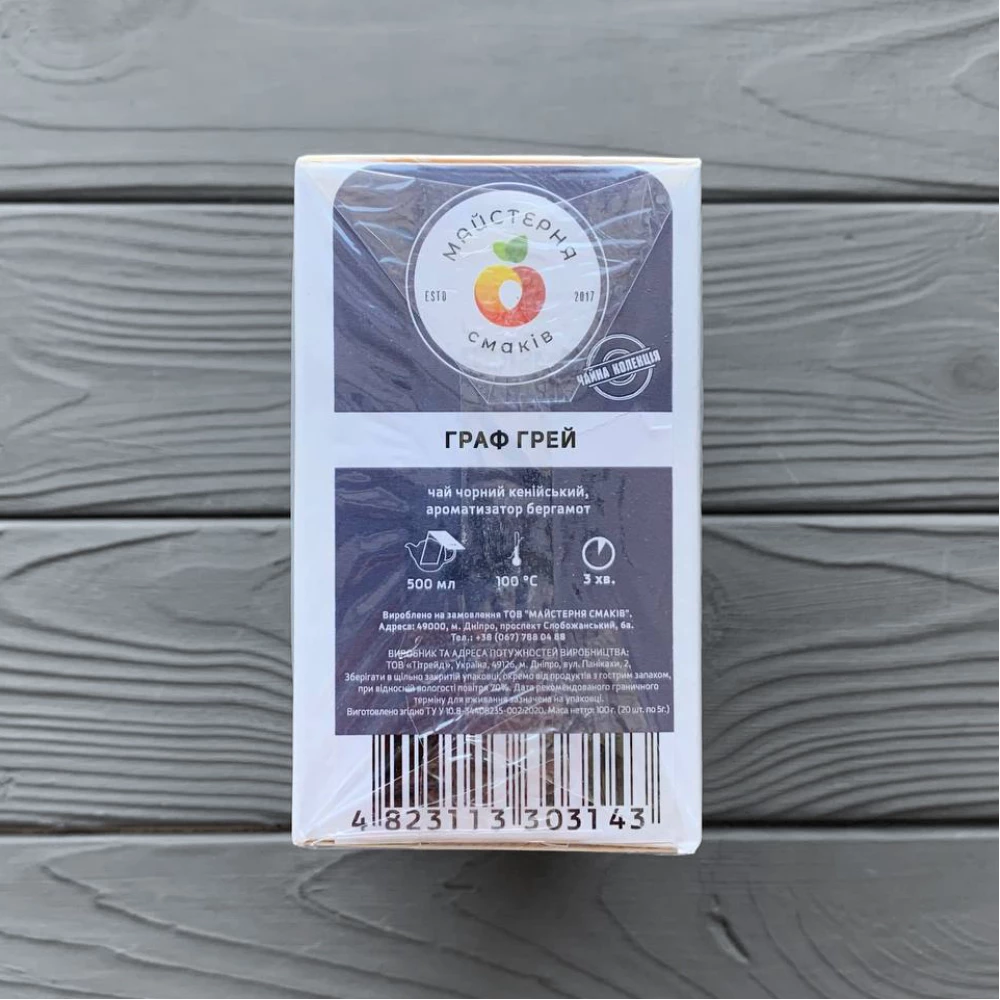 МАЙСТЕРНЯ
ESTD 2017
смаків
ЧАЙНА КОЛЕКЦІЯ
ГРАФ ГРЕЙ
чай чорний кенійський,
ароматизатор бергамот
500 мл 100 °C 3 хв.
Вироблено на замовлення ТОВ "МАЙСТЕРНЯ СМАКІВ",
Адреса: 49000, м. Дніпро, проспект Слобожанський, 6а.
Тел.: +38 (067) 788 04 88
ВИРОБНИК ТА АДРЕСА ПОТУЖНОСТЕЙ ВИРОБНИЦТВА:
ТОВ «Тітрейд», Україна, 49126, м. Дніпро, вул. Панікахи, 2.
Зберігати в щільно закритій упаковці, окремо від продуктів з гострим запахом,
при відносній вологості повітря 70%. Дата рекомендованого граничного
терміну для вживання зазначена на упаковці.
Виготовлено згідно ТУ У 10.8-34408235-002:2020. Маса нетто: 100 г. (20 шт. по 5г.)
4 823113 303143